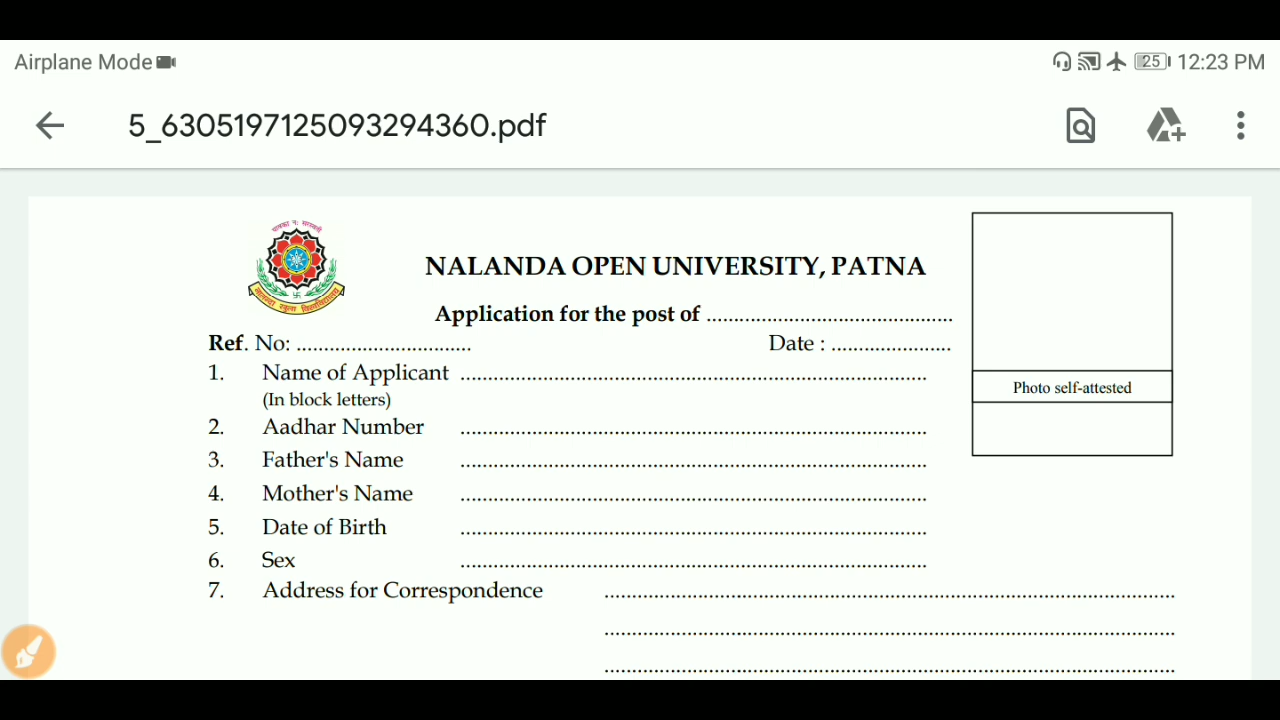 Airplane Mode 25 12:23 PM
5_6305197125093294360.pdf
NALANDA OPEN UNIVERSITY, PATNA
Application for the post of .............................................
Ref. No: ................................ Date : ......................
1. Name of Applicant ....................................................................................
(In block letters)
Photo self-attested
2. Aadhar Number ....................................................................................
3. Father's Name ....................................................................................
4. Mother's Name ....................................................................................
5. Date of Birth ....................................................................................
6. Sex ....................................................................................
7. Address for Correspondence .......................................................................................................
.......................................................................................................
.......................................................................................................